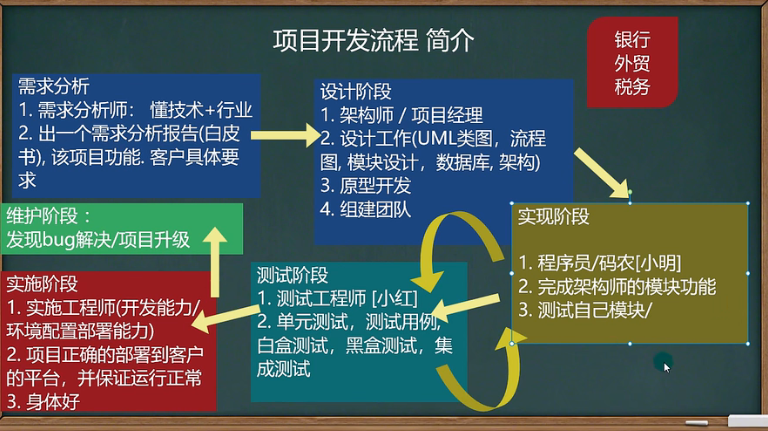 项目开发流程 简介
银行
外贸
税务
需求分析
1. 需求分析师： 懂技术+行业
2. 出一个需求分析报告(白皮
书), 该项目功能. 客户具体要
求
设计阶段
1. 架构师 / 项目经理
2. 设计工作(UML类图，流程
图, 模块设计，数据库, 架构)
3. 原型开发
4. 组建团队
实现阶段
1. 程序员/码农[小明]
2. 完成架构师的模块功能
3. 测试自己模块/
测试阶段
1. 测试工程师 [小红]
2. 单元测试，测试用例,
白盒测试，黑盒测试，集
成测试
实施阶段
1. 实施工程师(开发能力/
环境配置部署能力)
2. 项目正确的部署到客户
的平台，并保证运行正常
3. 身体好
维护阶段：
发现bug解决/项目升级